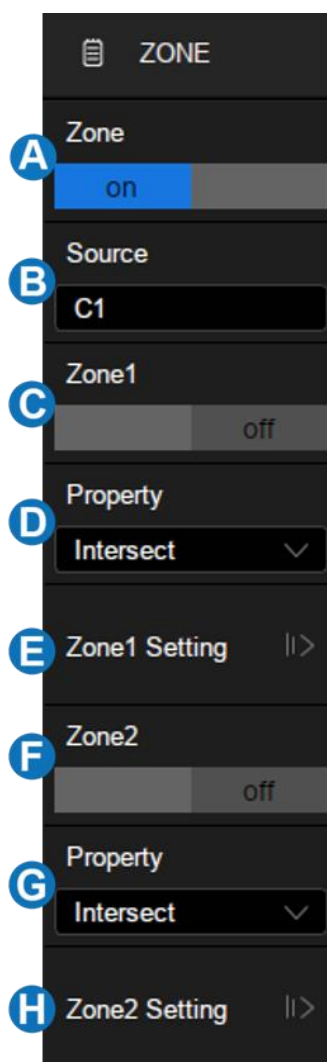 ZONE
Zone
A
on
Source
B
C1
Zone1
C
off
Property
D
Intersect
E Zone1 Setting
Zone2
F
off
Property
G
Intersect
H Zone2 Setting